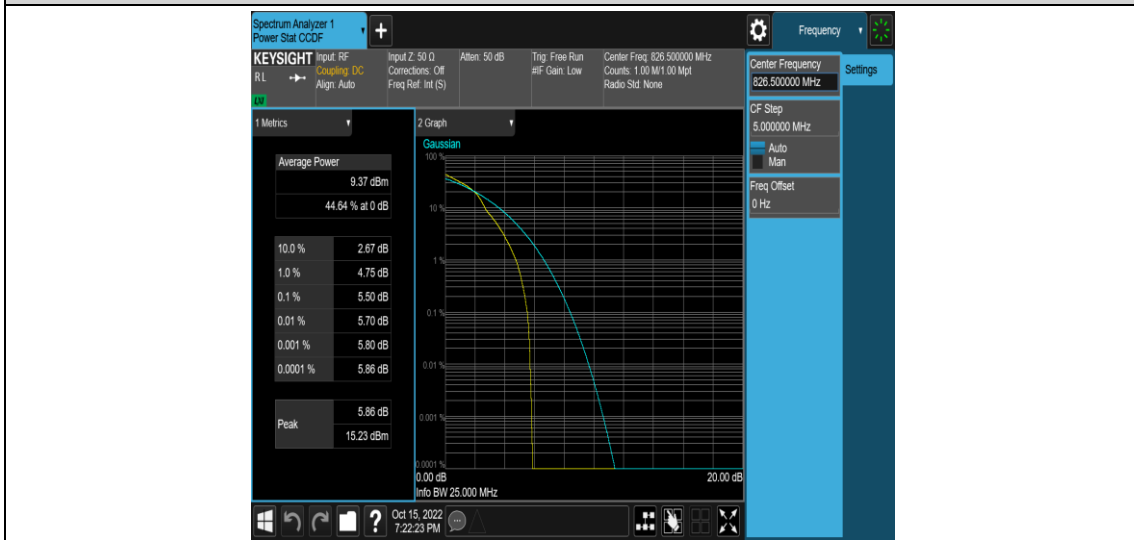 Spectrum Analyzer 1
Power Stat CCDF
+
Frequency
KEYSIGHT
RL
LXI
Input: RF
Coupling: DC
Align: Auto
Input Z: 50 Ω
Corrections: Off
Freq Ref: Int (S)
Atten: 50 dB
Trig: Free Run
#IF Gain: Low
Center Freq: 826.500000 MHz
Counts: 1.00 M/1.00 Mpt
Radio Std: None
Center Frequency
826.500000 MHz
Settings
CF Step
5.000000 MHz
Auto
Man
Freq Offset
0 Hz
1 Metrics
Average Power
9.37 dBm
44.64 % at 0 dB
10.0 % 2.67 dB
1.0 % 4.75 dB
0.1 % 5.50 dB
0.01 % 5.70 dB
0.001 % 5.80 dB
0.0001 % 5.86 dB
Peak 5.86 dB
15.23 dBm
2 Graph
Gaussian
100 %
10 %
1 %
0.1 %
0.01 %
0.001 %
0.0001 %
0.00 dB 20.00 dB
Info BW 25.000 MHz
?
Oct 15, 2022
7:22:23 PM